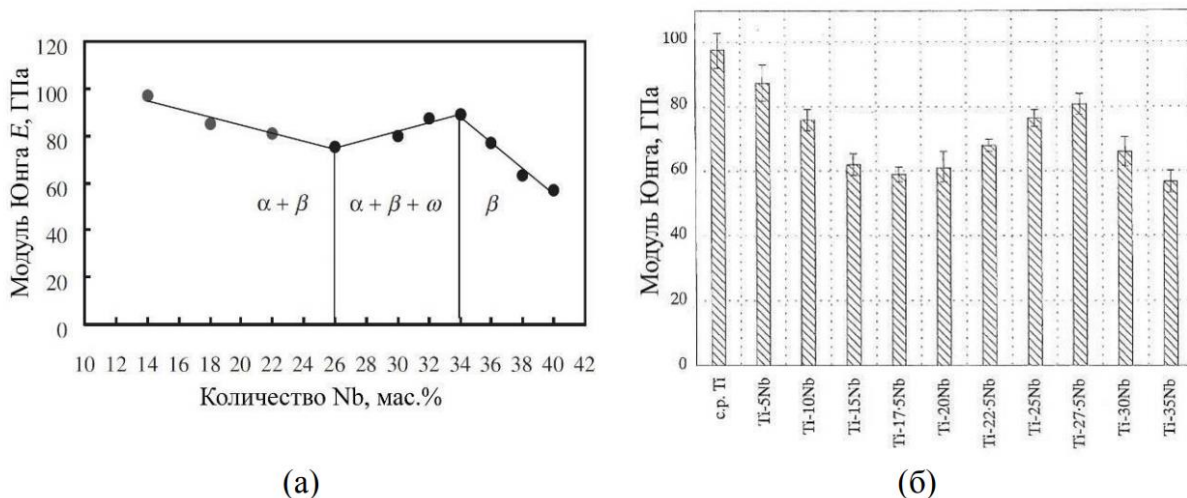 120
100
80
60
40
20
0
Модуль Юнга E, ГПа
α + β
α + β + ω
β
10 14 18 20 22 24 26 28 30 32 34 36 38 40 42
Количество Nb, мас.%
(а)
100
80
60
40
20
0
Модуль Юнга, ГПа
c.p. Ti
Ti-5Nb
Ti-10Nb
Ti-15Nb
Ti-17·5Nb
Ti-20Nb
Ti-22·5Nb
Ti-25Nb
Ti-27·5Nb
Ti-30Nb
Ti-35Nb
(б)